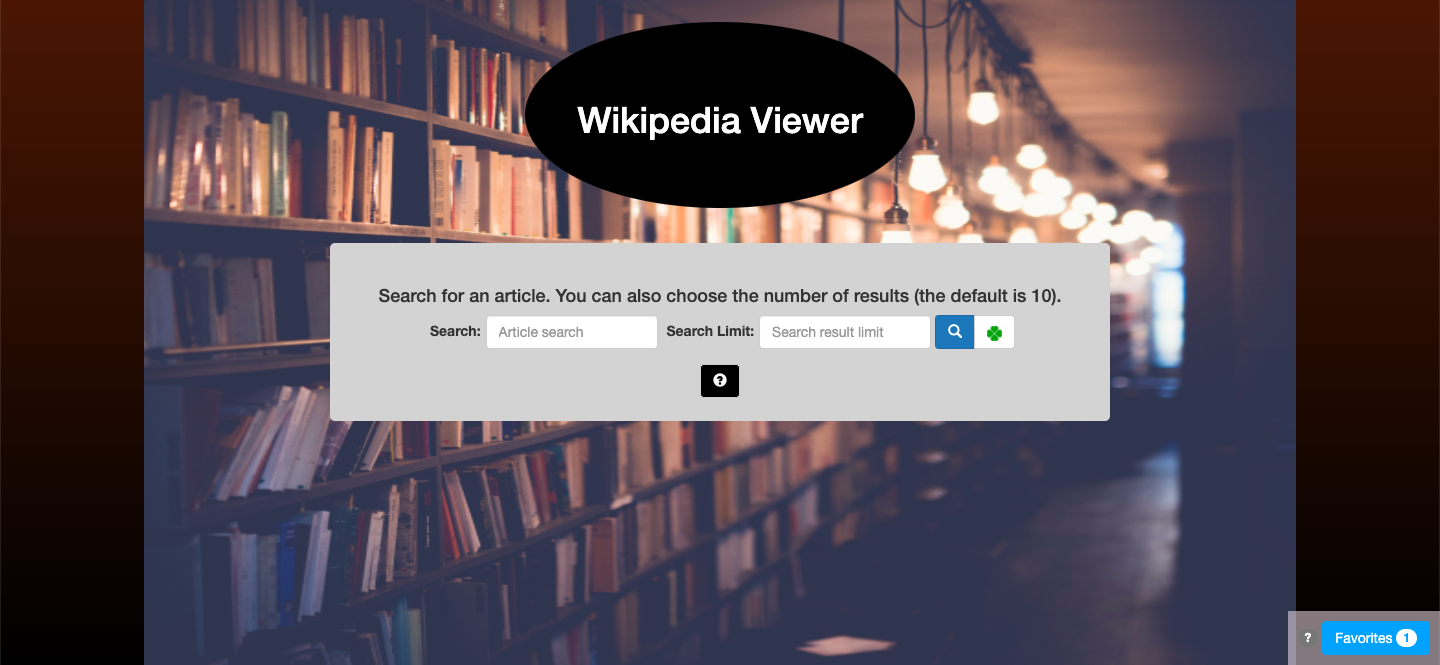 Wikipedia Viewer
Search for an article. You can also choose the number of results (the default is 10).
Search: Article search Search Limit: Search result limit
?
? Favorites 1